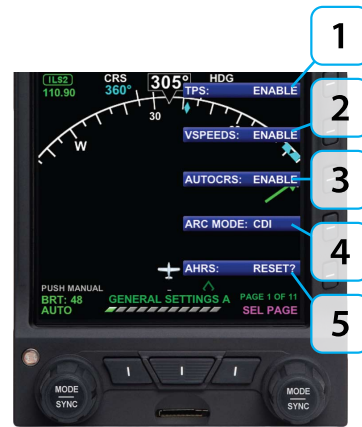 1
ILS2
CRS
305°
HDG
110.90
360°
TPS: ENABLE
2
30
VSPEEDS: ENABLE
W
3
AUTOCRS: ENABLE
ARC MODE: CDI
4
AHRS: RESET?
PUSH MANUAL
BRT: 48
AUTO
GENERAL SETTINGS A
PAGE 1 OF 11
SEL PAGE
5
MODE
SYNC
MODE
SYNC